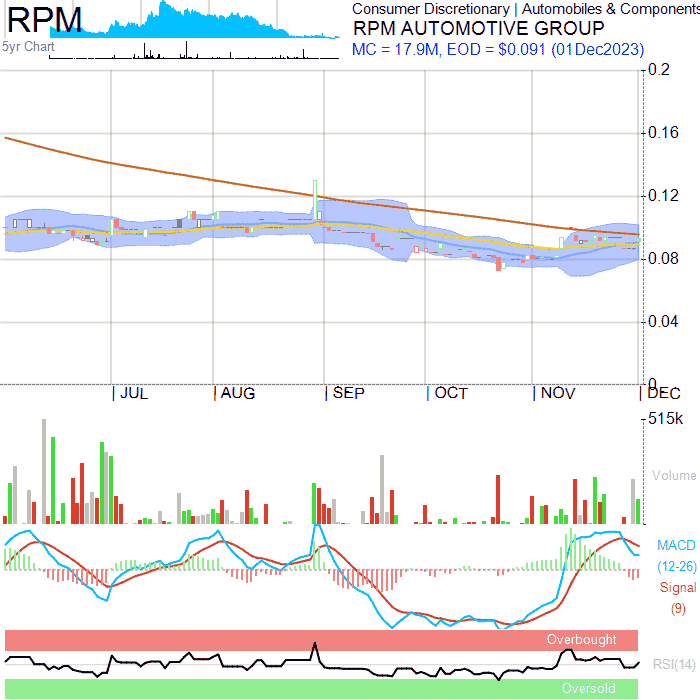 RPM
5yr Chart
Consumer Discretionary | Automobiles & Components
RPM AUTOMOTIVE GROUP
MC = 17.9M, EOD = $0.091 (01Dec2023)
0.2
0.16
0.12
0.08
0.04
0
| JUL | AUG | SEP | OCT | NOV | DEC
515k
Volume
MACD
(12-26)
Signal
(9)
Overbought
RSI(14)
Oversold